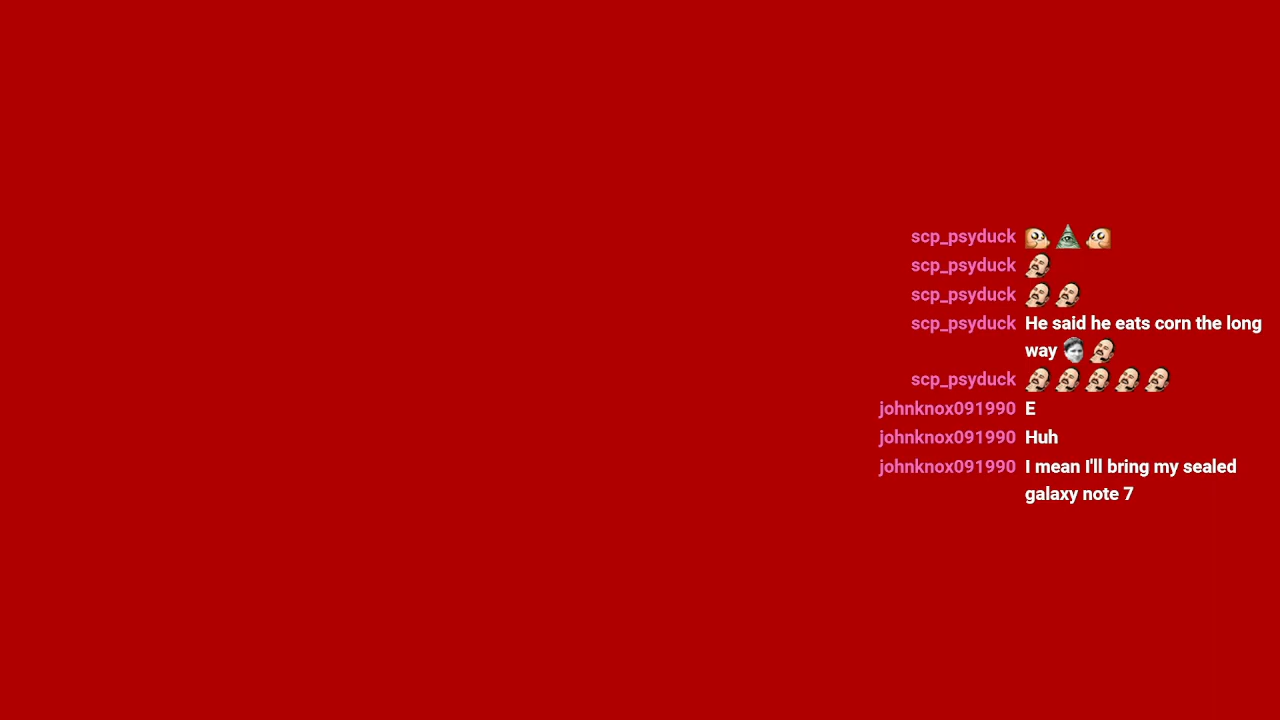 scp_psyduck
scp_psyduck
scp_psyduck
scp_psyduck He said he eats corn the long
way
scp_psyduck
johnknox091990 E
johnknox091990 Huh
johnknox091990 I mean I'll bring my sealed
galaxy note 7